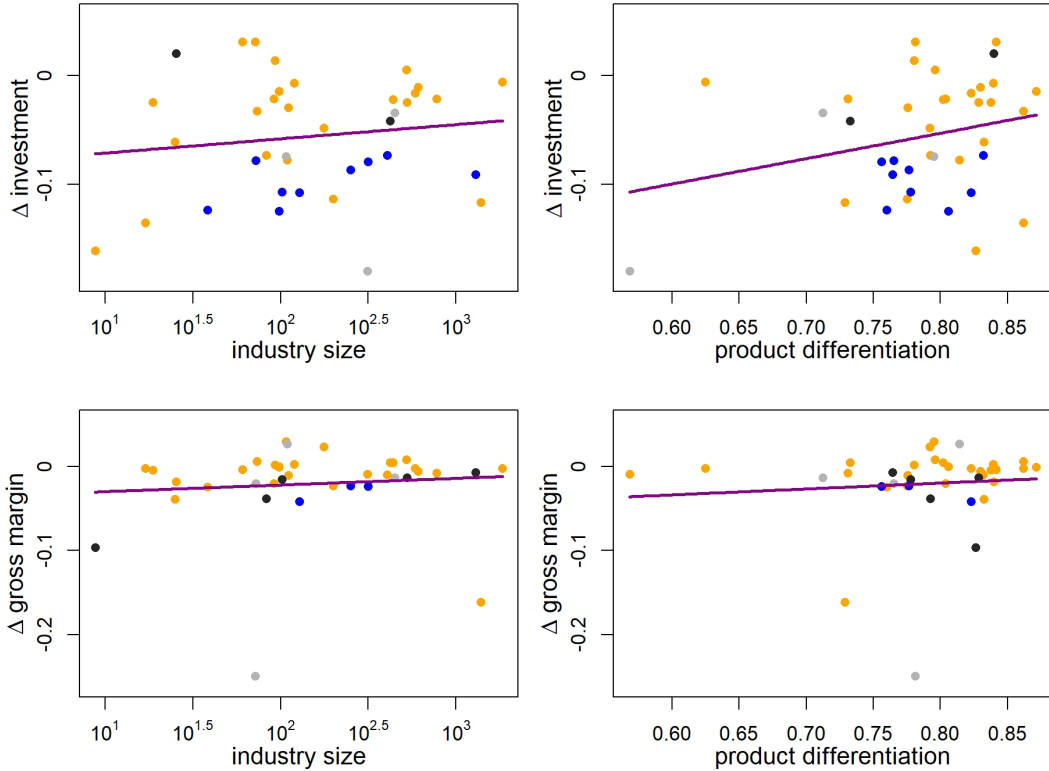 Δ investment
0
-0.1
10^1 10^1.5 10^2 10^2.5 10^3
industry size
Δ investment
0
-0.1
0.60 0.65 0.70 0.75 0.80 0.85
product differentiation
Δ gross margin
0
-0.1
-0.2
10^1 10^1.5 10^2 10^2.5 10^3
industry size
Δ gross margin
0
-0.1
-0.2
0.60 0.65 0.70 0.75 0.80 0.85
product differentiation